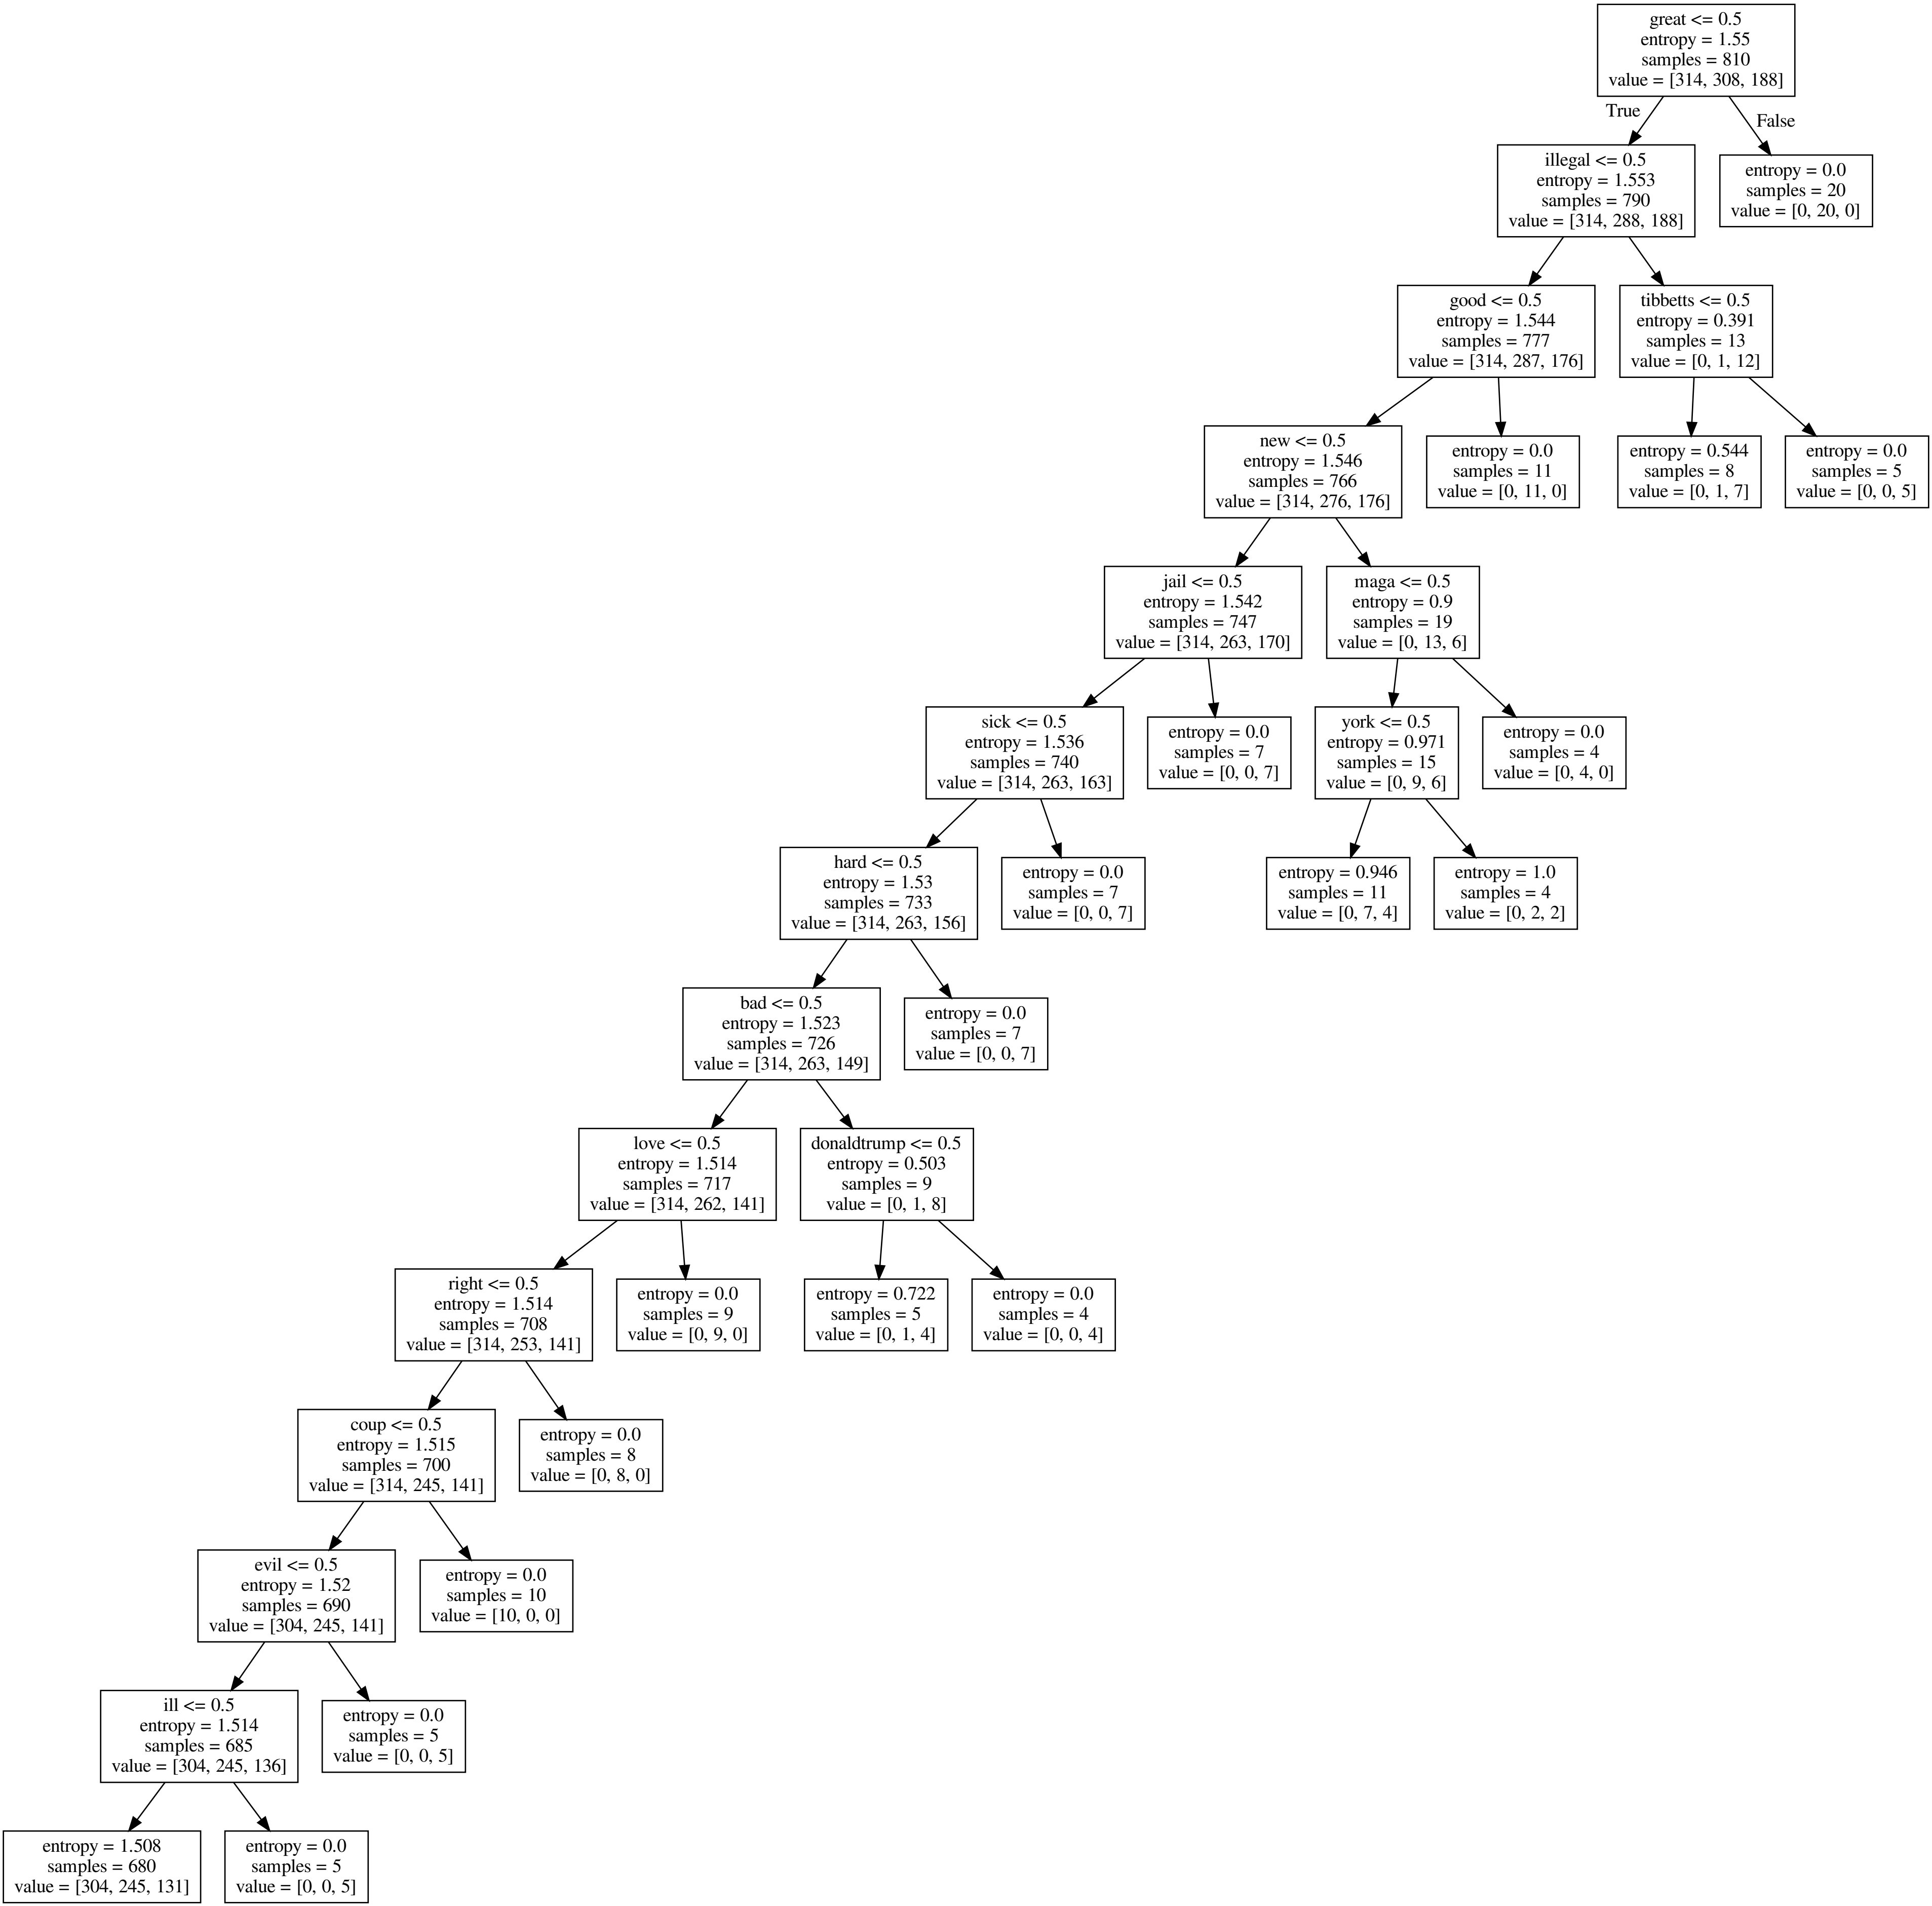 great <= 0.5
entropy = 1.55
samples = 810
value = [314, 308, 188]
True
False
illegal <= 0.5
entropy = 1.553
samples = 790
value = [314, 288, 188]
entropy = 0.0
samples = 20
value = [0, 20, 0]
good <= 0.5
entropy = 1.544
samples = 777
value = [314, 287, 176]
tibbetts <= 0.5
entropy = 0.391
samples = 13
value = [0, 1, 12]
new <= 0.5
entropy = 1.546
samples = 766
value = [314, 276, 176]
entropy = 0.0
samples = 11
value = [0, 11, 0]
entropy = 0.544
samples = 8
value = [0, 1, 7]
entropy = 0.0
samples = 5
value = [0, 0, 5]
jail <= 0.5
entropy = 1.542
samples = 747
value = [314, 263, 170]
maga <= 0.5
entropy = 0.9
samples = 19
value = [0, 13, 6]
sick <= 0.5
entropy = 1.536
samples = 740
value = [314, 263, 163]
entropy = 0.0
samples = 7
value = [0, 0, 7]
york <= 0.5
entropy = 0.971
samples = 15
value = [0, 9, 6]
entropy = 0.0
samples = 4
value = [0, 4, 0]
hard <= 0.5
entropy = 1.53
samples = 733
value = [314, 263, 156]
entropy = 0.0
samples = 7
value = [0, 0, 7]
entropy = 0.946
samples = 11
value = [0, 7, 4]
entropy = 1.0
samples = 4
value = [0, 2, 2]
bad <= 0.5
entropy = 1.523
samples = 726
value = [314, 263, 149]
entropy = 0.0
samples = 7
value = [0, 0, 7]
love <= 0.5
entropy = 1.514
samples = 717
value = [314, 262, 141]
donaldtrump <= 0.5
entropy = 0.503
samples = 9
value = [0, 1, 8]
right <= 0.5
entropy = 1.514
samples = 708
value = [314, 253, 141]
entropy = 0.0
samples = 9
value = [0, 9, 0]
entropy = 0.722
samples = 5
value = [0, 1, 4]
entropy = 0.0
samples = 4
value = [0, 0, 4]
coup <= 0.5
entropy = 1.515
samples = 700
value = [314, 245, 141]
entropy = 0.0
samples = 8
value = [0, 8, 0]
evil <= 0.5
entropy = 1.52
samples = 690
value = [304, 245, 141]
entropy = 0.0
samples = 10
value = [10, 0, 0]
ill <= 0.5
entropy = 1.514
samples = 685
value = [304, 245, 136]
entropy = 0.0
samples = 5
value = [0, 0, 5]
entropy = 1.508
samples = 680
value = [304, 245, 131]
entropy = 0.0
samples = 5
value = [0, 0, 5]